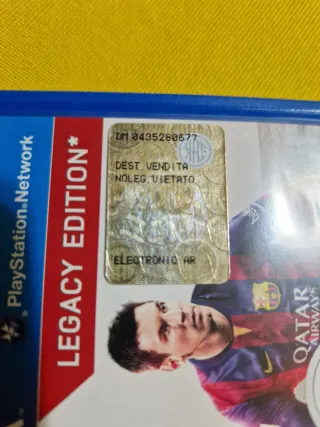 DM 0435280677
DEST.VENDITA
NOLEG.VIETATO
ELECTRONIC AR
PlayStation®Network
LEGACY EDITION*
QATAR
AIRWAYS